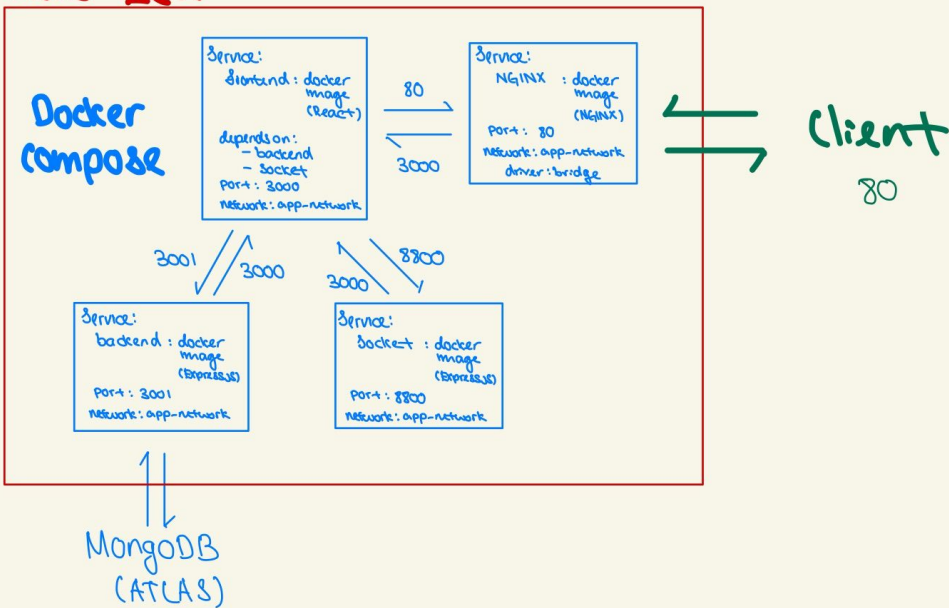 Docker
compose
Service:
frontend : docker
image
(React)
depends on:
- backend
- socket
port : 3000
network : app-network
80
3000
Service:
NGINX : docker
image
(NGINX)
port : 80
network : app-network
driver : bridge
Client
80
3001
3000
3000
8800
Service:
backend : docker
image
(ExpressJS)
port : 3001
network : app-network
Service:
Socket : docker
image
(ExpressJS)
port : 8800
network : app-network
MongoDB
(ATLAS)